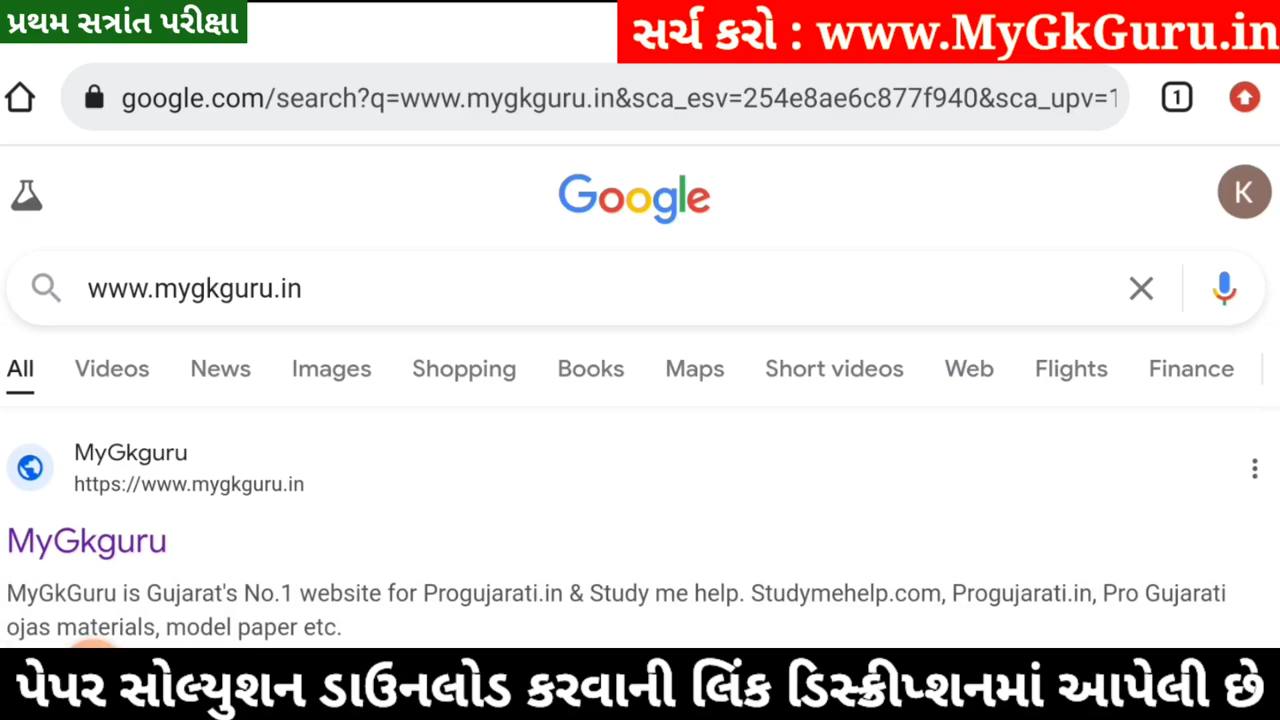 પ્રથમ સત્રાંત પરીક્ષા
સર્ચ કરો : www.MyGkGuru.in
google.com/search?q=www.mygkguru.in&sca_esv=254e8ae6c877f940&sca_upv=1
1
Google
K
www.mygkguru.in
All Videos News Images Shopping Books Maps Short videos Web Flights Finance
MyGkguru
https://www.mygkguru.in
MyGkguru
MyGkGuru is Gujarat's No.1 website for Progujarati.in & Study me help. Studymehelp.com, Progujarati.in, Pro Gujarati
ojas materials, model paper etc.
પેપર સોલ્યુશન ડાઉનલોડ કરવાની લિંક ડિસ્ક્રીપ્શનમાં આપેલી છે